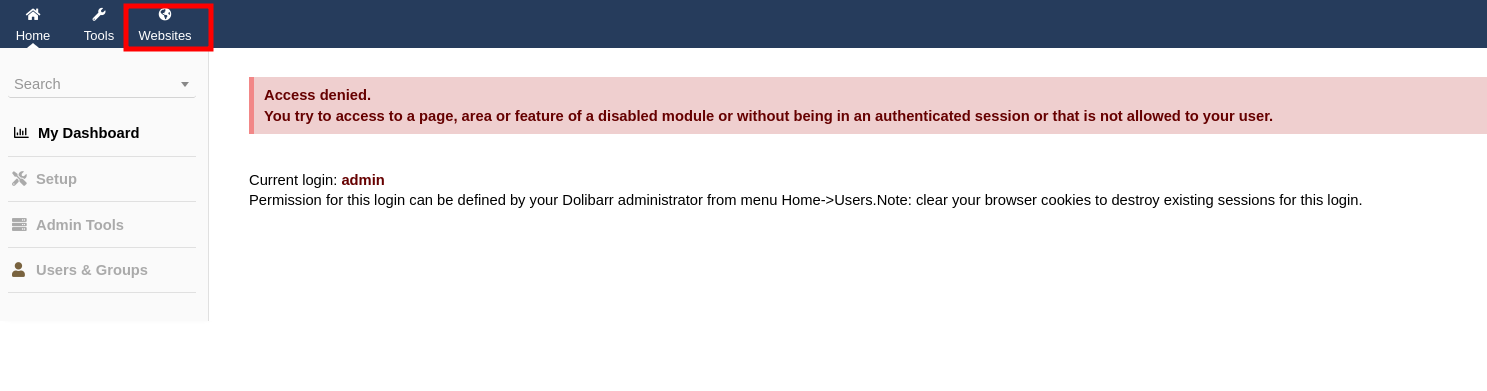 Home Tools Websites
Search
My Dashboard
Setup
Admin Tools
Users & Groups
Access denied.
You try to access to a page, area or feature of a disabled module or without being in an authenticated session or that is not allowed to your user.
Current login: admin
Permission for this login can be defined by your Dolibarr administrator from menu Home->Users.Note: clear your browser cookies to destroy existing sessions for this login.